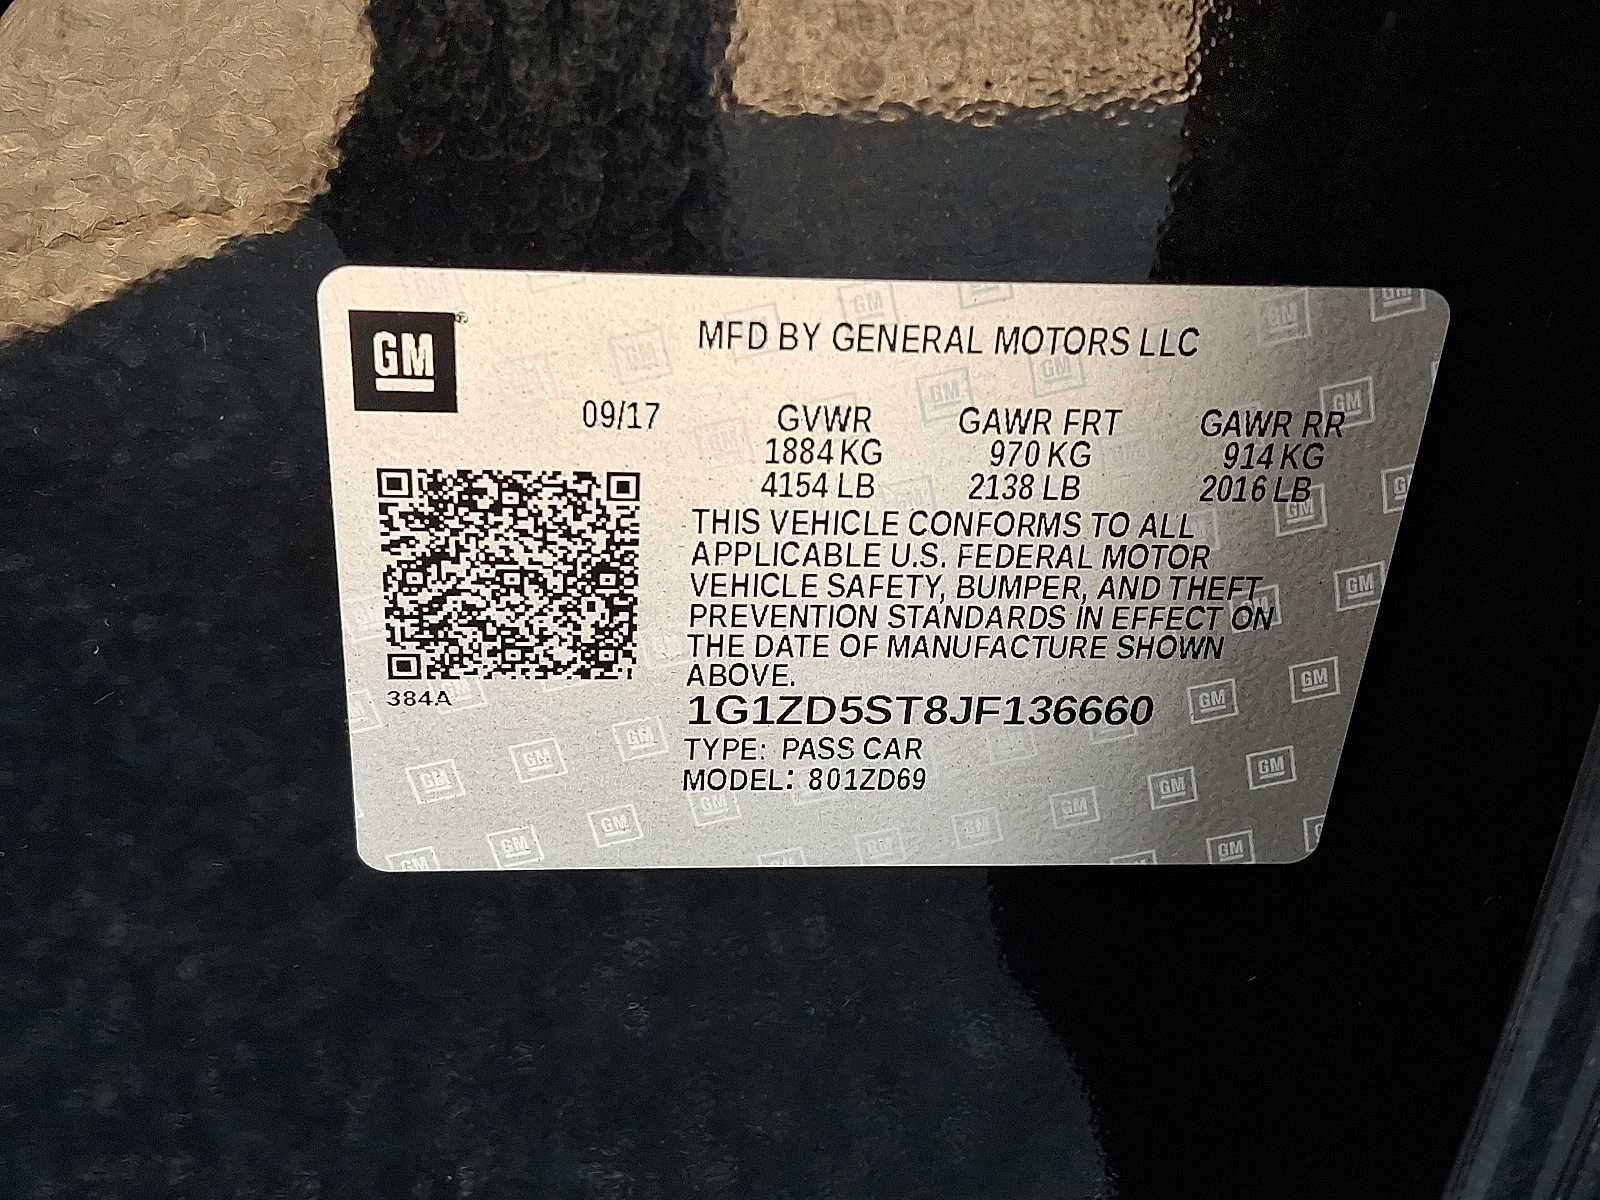 GM
MFD BY GENERAL MOTORS LLC
09/17 GVWR GAWR FRT GAWR RR
1884 KG 970 KG 914 KG
4154 LB 2138 LB 2016 LB
THIS VEHICLE CONFORMS TO ALL
APPLICABLE U.S. FEDERAL MOTOR
VEHICLE SAFETY, BUMPER, AND THEFT
PREVENTION STANDARDS IN EFFECT ON
THE DATE OF MANUFACTURE SHOWN
ABOVE.
384A
1G1ZD5ST8JF136660
TYPE: PASS CAR
MODEL: 801ZD69